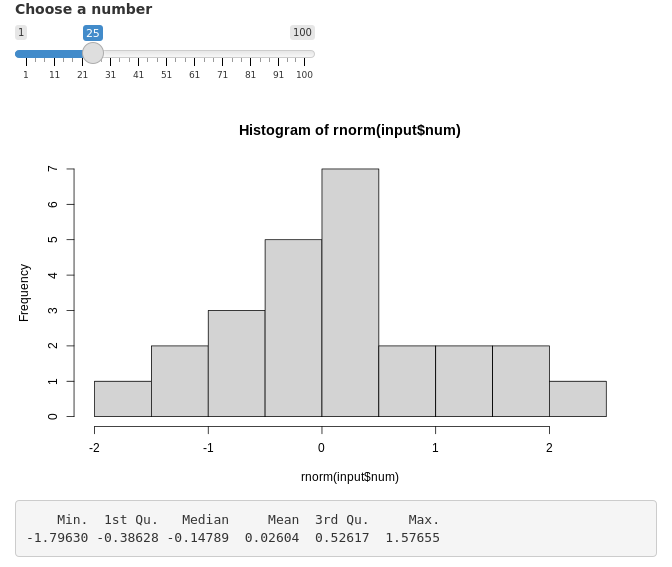 Choose a number
1 25 100
1 11 21 31 41 51 61 71 81 91 100
Histogram of rnorm(input$num)
Frequency
7
6
5
4
3
2
1
0
-2 -1 0 1 2
rnorm(input$num)
Min. 1st Qu. Median Mean 3rd Qu. Max.
-1.79630 -0.38628 -0.14789 0.02604 0.52617 1.57655